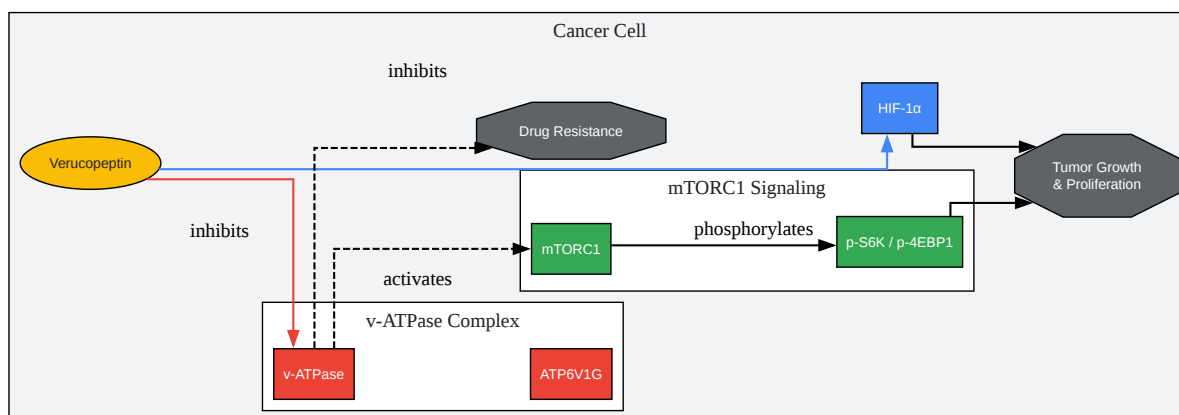 Cancer Cell
inhibits
HIF-1α
Drug Resistance
Verucopeptin
Tumor Growth
& Proliferation
mTORC1 Signaling
inhibits
phosphorylates
mTORC1
p-S6K / p-4EBP1
activates
v-ATPase Complex
v-ATPase
ATP6V1G